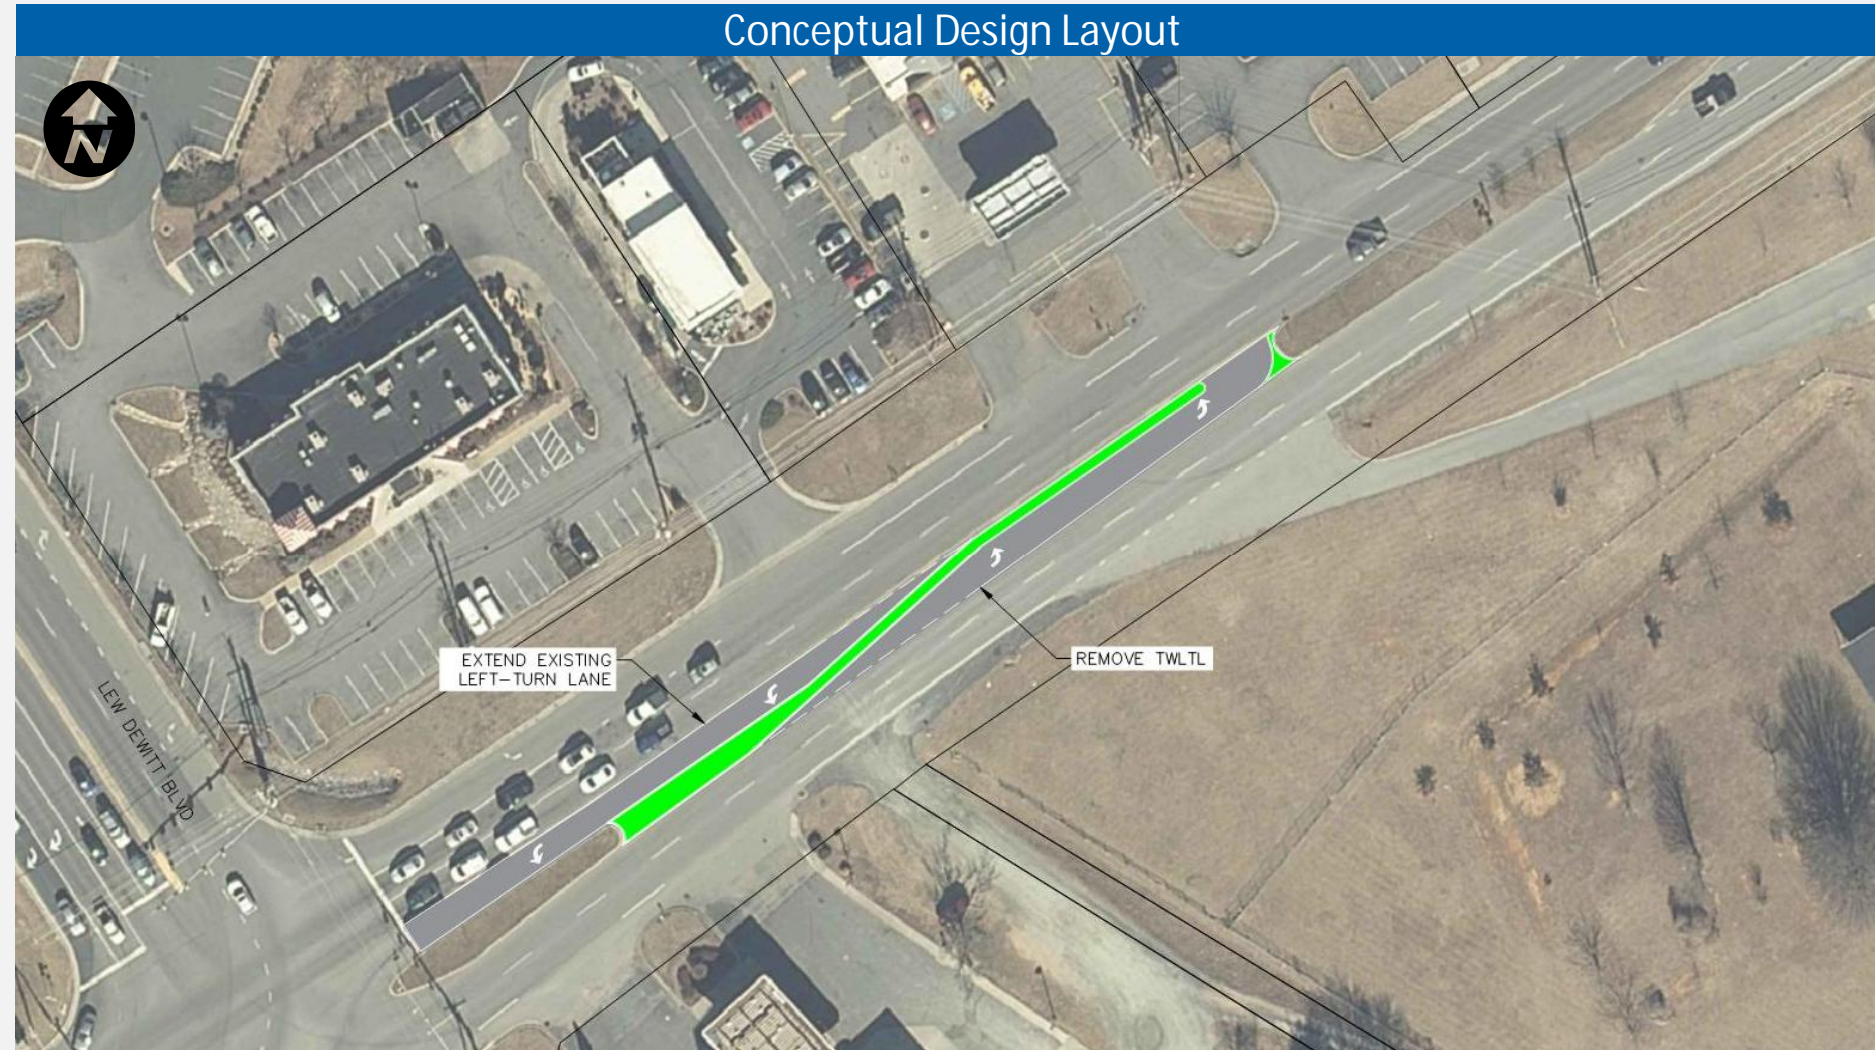 Conceptual Design Layout
N
EXTEND EXISTING
LEFT-TURN LANE
REMOVE TWLTL
LEW DEWITT BLVD